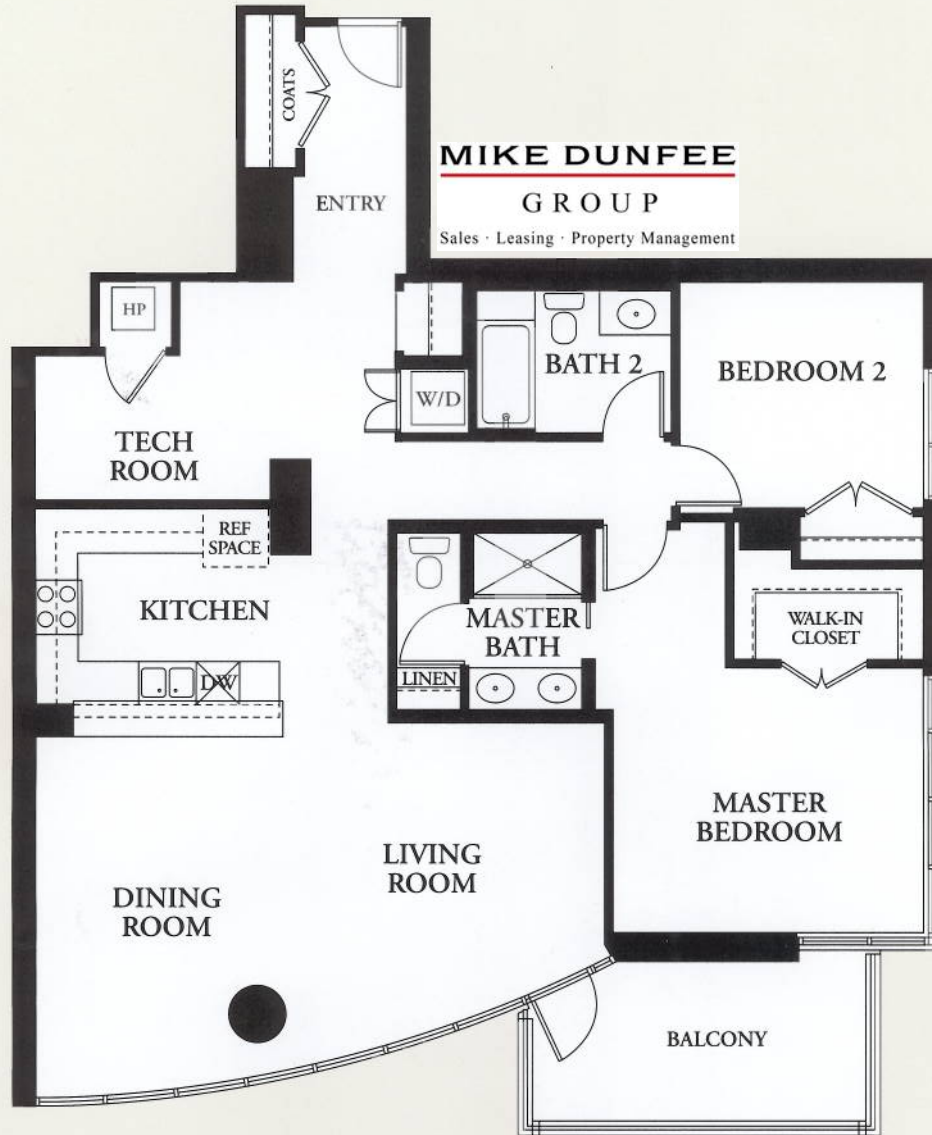 COATS
MIKE DUNFEE
GROUP
Sales · Leasing · Property Management
ENTRY
HP
BATH 2
BEDROOM 2
W/D
TECH
ROOM
REF
SPACE
KITCHEN
MASTER
BATH
WALK-IN
CLOSET
LINEN
DW
MASTER
BEDROOM
LIVING
ROOM
DINING
ROOM
BALCONY